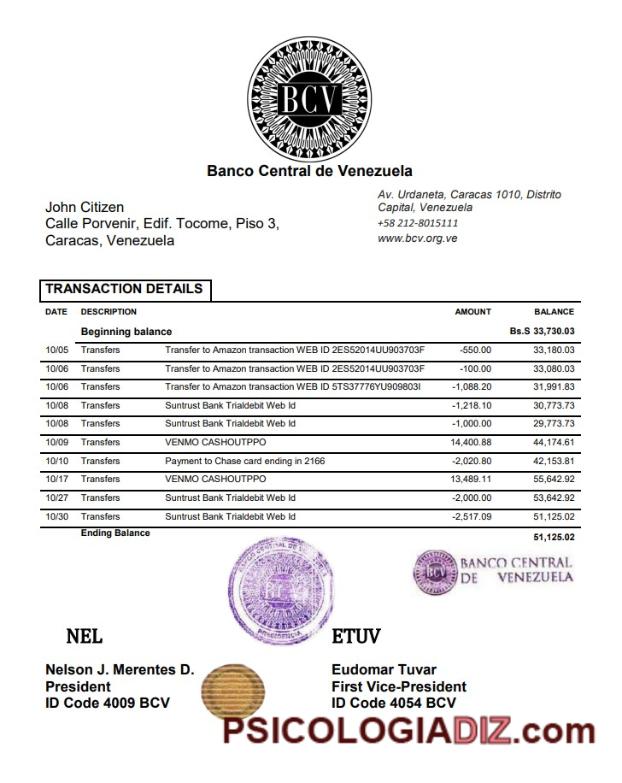 BCV
Banco Central de Venezuela
John Citizen
Calle Porvenir, Edif. Tocome, Piso 3,
Caracas, Venezuela
Av. Urdaneta, Caracas 1010, Distrito
Capital, Venezuela
+58 212-8015111
www.bcv.org.ve
TRANSACTION DETAILS
DATE DESCRIPTION AMOUNT BALANCE
Beginning balance Bs.S 33,730.03
10/05 Transfers Transfer to Amazon transaction WEB ID 2ES52014UU903703F -550.00 33,180.03
10/06 Transfers Transfer to Amazon transaction WEB ID 2ES52014UU903703F -100.00 33,080.03
10/06 Transfers Transfer to Amazon transaction WEB ID 5TS37776YU909803I -1,088.20 31,991.83
10/08 Transfers Suntrust Bank Trialdebit Web Id -1,218.10 30,773.73
10/08 Transfers Suntrust Bank Trialdebit Web Id -1,000.00 29,773.73
10/09 Transfers VENMO CASHOUTPPO 14,400.88 44,174.61
10/10 Transfers Payment to Chase card ending in 2166 -2,020.80 42,153.81
10/17 Transfers VENMO CASHOUTPPO 13,489.11 55,642.92
10/27 Transfers Suntrust Bank Trialdebit Web Id -2,000.00 53,642.92
10/30 Transfers Suntrust Bank Trialdebit Web Id -2,517.09 51,125.02
Ending Balance 51,125.02
BANCO CENTRAL DE VENEZUELA
BCV
PRESIDENCIA
BCV
BANCO CENTRAL
DE VENEZUELA
NEL
ETUV
Nelson J. Merentes D.
President
ID Code 4009 BCV
Eudomar Tuvar
First Vice-President
ID Code 4054 BCV
PSICOLOGIADIZ.com